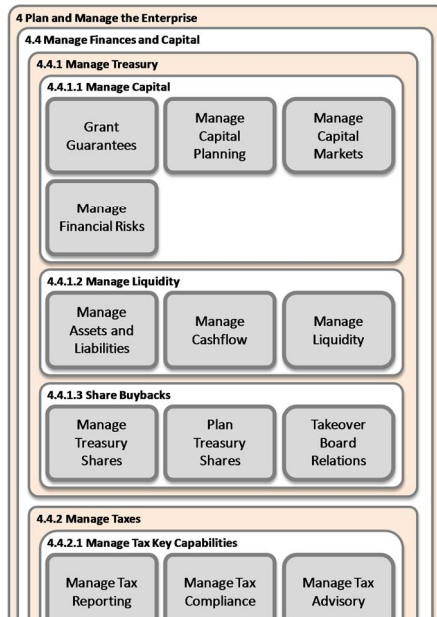 4 Plan and Manage the Enterprise
4.4 Manage Finances and Capital
4.4.1 Manage Treasury
4.4.1.1 Manage Capital
Grant
Guarantees
Manage
Capital
Planning
Manage
Capital
Markets
Manage
Financial Risks
4.4.1.2 Manage Liquidity
Manage
Assets and
Liabilities
Manage
Cashflow
Manage
Liquidity
4.4.1.3 Share Buybacks
Manage
Treasury
Shares
Plan
Treasury
Shares
Takeover
Board
Relations
4.4.2 Manage Taxes
4.4.2.1 Manage Tax Key Capabilities
Manage Tax
Reporting
Manage Tax
Compliance
Manage Tax
Advisory